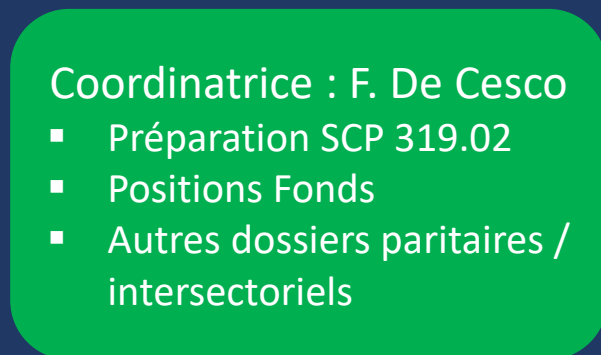 Coordinatrice : F. De Cesco
▪ Préparation SCP 319.02
▪ Positions Fonds
▪ Autres dossiers paritaires /
intersectoriels